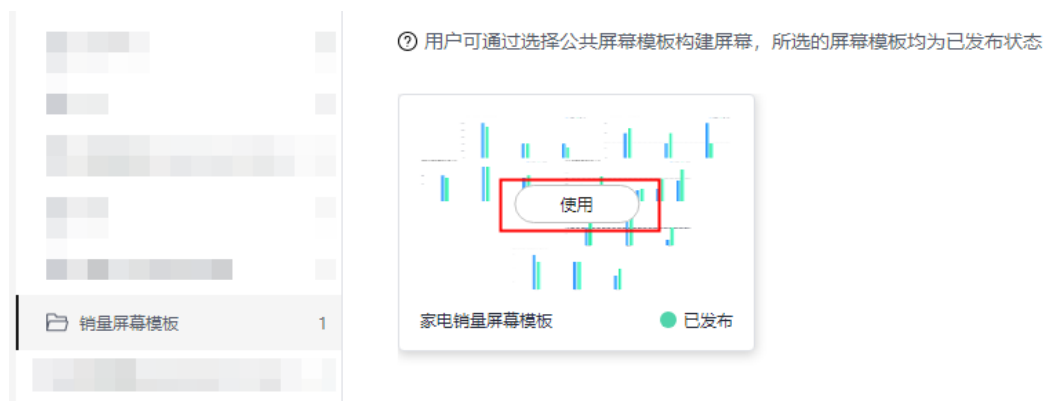 用户可通过选择公共屏幕模板构建屏幕，所选的屏幕模板均为已发布状态
使用
家电销量屏幕模板
已发布
销量屏幕模板 1